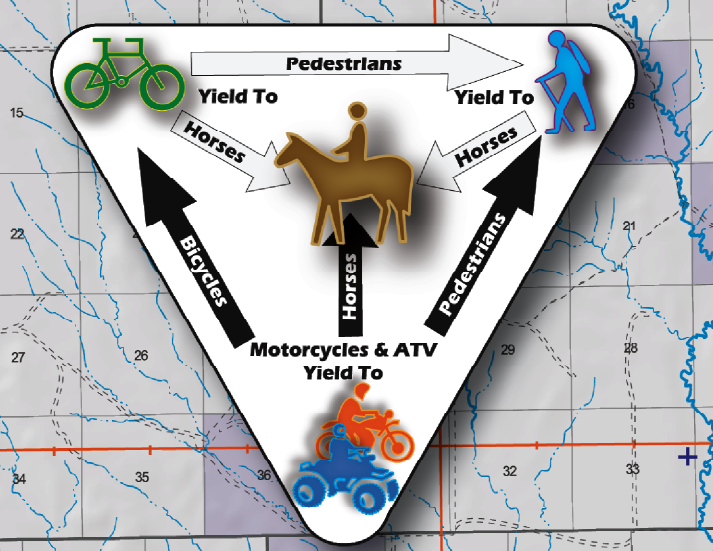 Pedestrians
Yield To
Yield To
Horses
Horses
Bicycles
Horses
Pedestrians
Motorcycles & ATV
Yield To
15
22
21
27
26
29
28
34
35
36
32
33